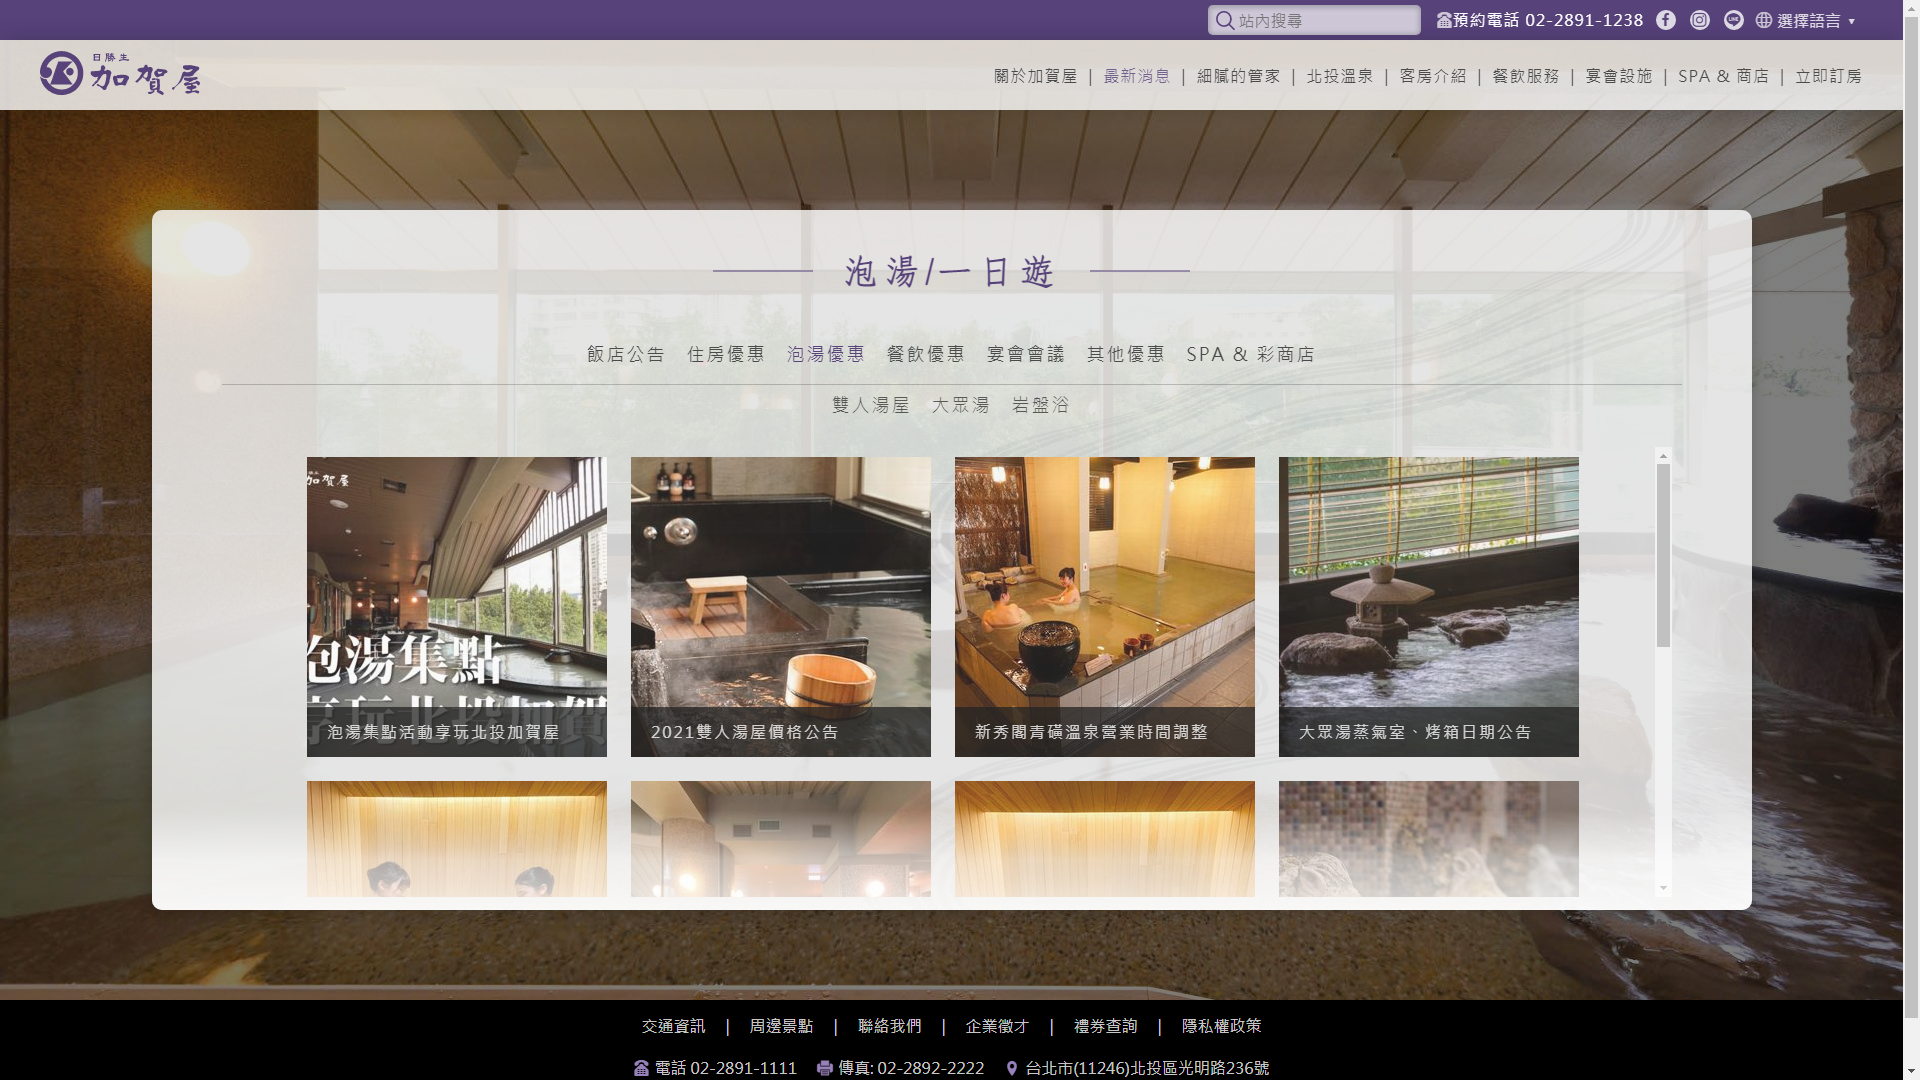 站內搜尋
預約電話 02-2891-1238
選擇語言 ▼
日勝生
加賀屋
關於加賀屋 | 最新消息 | 細膩的管家 | 北投溫泉 | 客房介紹 | 餐飲服務 | 宴會設施 | SPA & 商店 | 立即訂房
泡湯/一日遊
飯店公告 住房優惠 泡湯優惠 餐飲優惠 宴會會議 其他優惠 SPA & 彩商店
雙人湯屋 大眾湯 岩盤浴
加賀屋
泡湯集點
享玩北投加賀
泡湯集點活動享玩北投加賀屋
2021雙人湯屋價格公告
新秀閣青磺溫泉營業時間調整
大眾湯蒸氣室、烤箱日期公告
交通資訊 | 周邊景點 | 聯絡我們 | 企業徵才 | 禮券查詢 | 隱私權政策
電話 02-2891-1111 傳真: 02-2892-2222 台北市(11246)北投區光明路236號